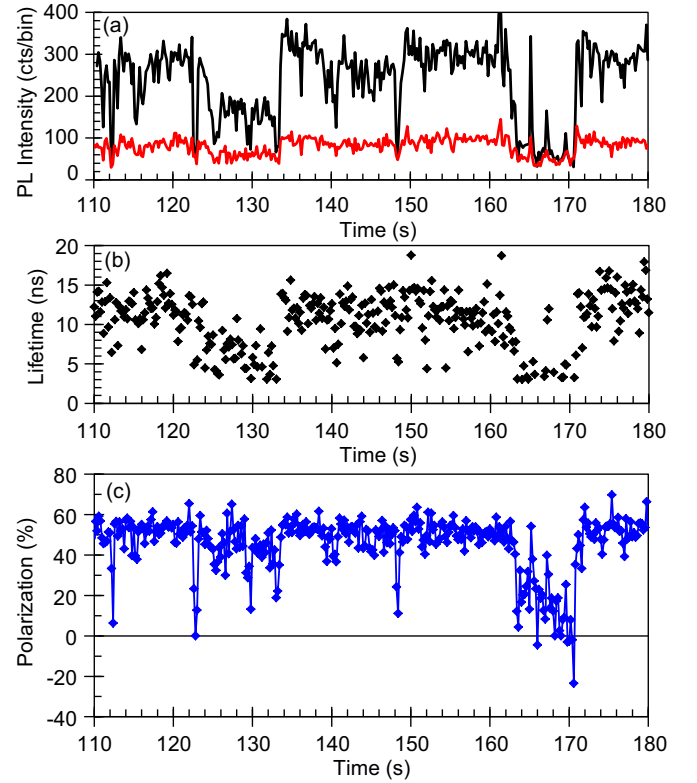 (a)
PL Intensity (cts/bin)
400
300
200
100
0
110 120 130 140 150 160 170 180
Time (s)
(b)
Lifetime (ns)
20
15
10
5
0
110 120 130 140 150 160 170 180
Time (s)
(c)
Polarization (%)
80
60
40
20
0
-20
-40
110 120 130 140 150 160 170 180
Time (s)